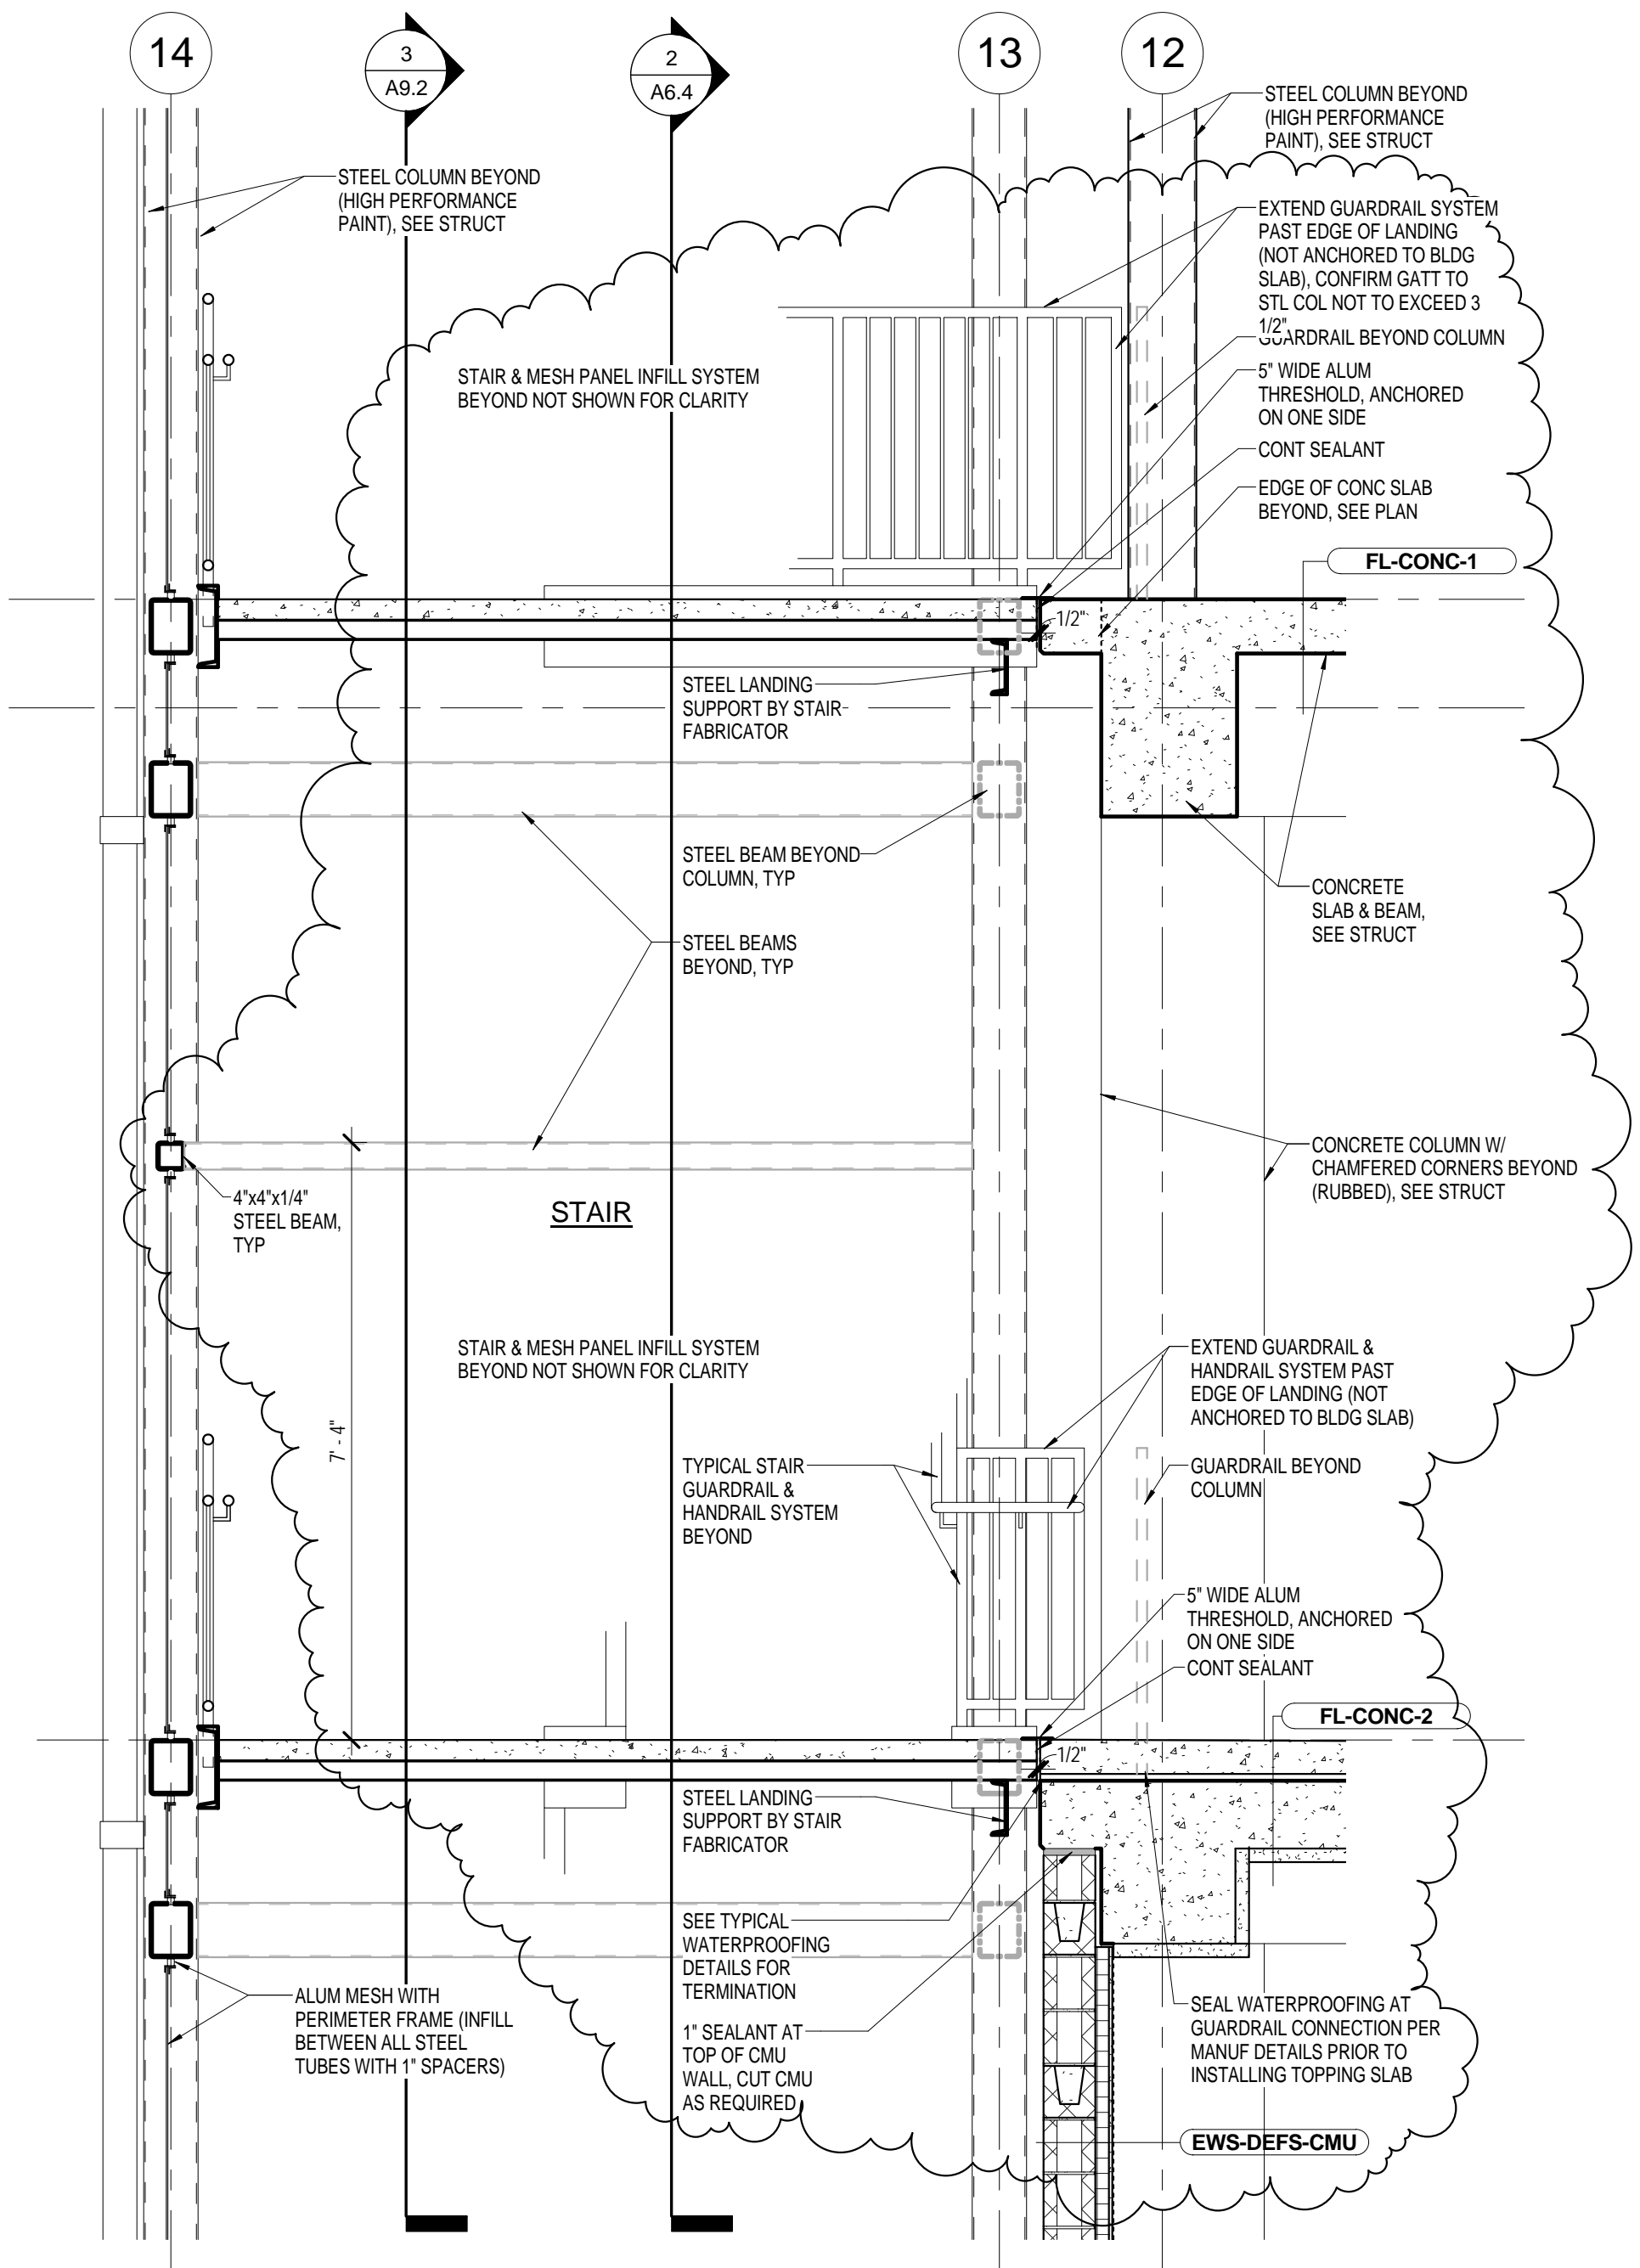 14
3
A9.2
2
A6.4
13
12
STEEL COLUMN BEYOND
(HIGH PERFORMANCE
PAINT), SEE STRUCT
STEEL COLUMN BEYOND
(HIGH PERFORMANCE
PAINT), SEE STRUCT
EXTEND GUARDRAIL SYSTEM
PAST EDGE OF LANDING
(NOT ANCHORED TO BLDG
SLAB), CONFIRM GATT TO
STL COL NOT TO EXCEED 3
1/2"
GUARDRAIL BEYOND COLUMN
STAIR & MESH PANEL INFILL SYSTEM
BEYOND NOT SHOWN FOR CLARITY
5" WIDE ALUM
THRESHOLD, ANCHORED
ON ONE SIDE
CONT SEALANT
EDGE OF CONC SLAB
BEYOND, SEE PLAN
FL-CONC-1
1/2"
STEEL LANDING
SUPPORT BY STAIR
FABRICATOR
STEEL BEAM BEYOND
COLUMN, TYP
CONCRETE
SLAB & BEAM,
SEE STRUCT
STEEL BEAMS
BEYOND, TYP
CONCRETE COLUMN W/
CHAMFERED CORNERS BEYOND
(RUBBED), SEE STRUCT
4"x4"x1/4"
STEEL BEAM,
TYP
STAIR
7' - 4"
STAIR & MESH PANEL INFILL SYSTEM
BEYOND NOT SHOWN FOR CLARITY
EXTEND GUARDRAIL &
HANDRAIL SYSTEM PAST
EDGE OF LANDING (NOT
ANCHORED TO BLDG SLAB)
TYPICAL STAIR
GUARDRAIL &
HANDRAIL SYSTEM
BEYOND
GUARDRAIL BEYOND
COLUMN
5" WIDE ALUM
THRESHOLD, ANCHORED
ON ONE SIDE
CONT SEALANT
FL-CONC-2
1/2"
STEEL LANDING
SUPPORT BY STAIR
FABRICATOR
SEE TYPICAL
WATERPROOFING
DETAILS FOR
TERMINATION
ALUM MESH WITH
PERIMETER FRAME (INFILL
BETWEEN ALL STEEL
TUBES WITH 1" SPACERS)
1" SEALANT AT
TOP OF CMU
WALL, CUT CMU
AS REQUIRED
SEAL WATERPROOFING AT
GUARDRAIL CONNECTION PER
MANUF DETAILS PRIOR TO
INSTALLING TOPPING SLAB
EWS-DEFS-CMU